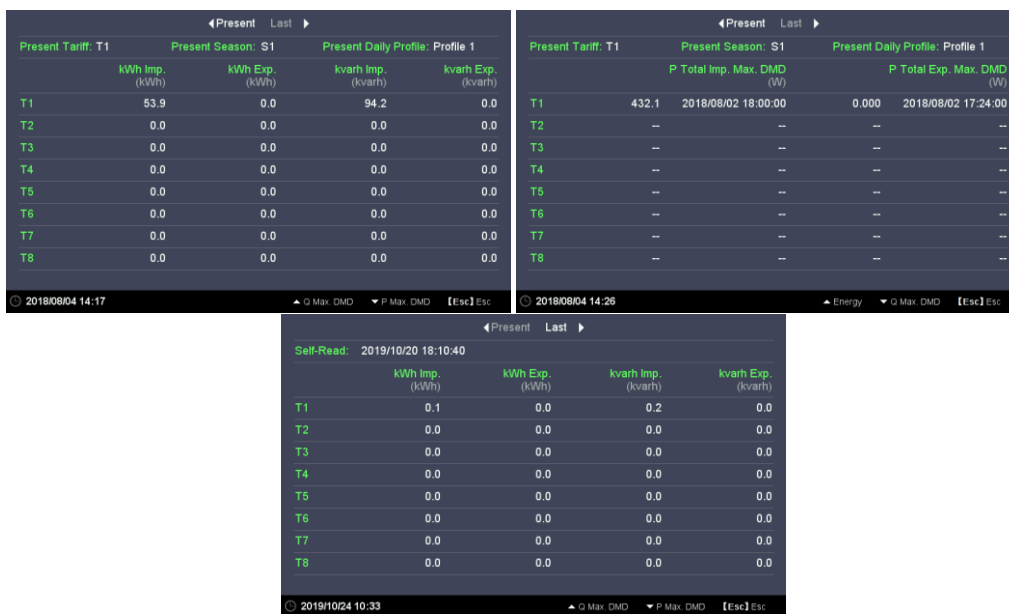 ◀Present Last ▶
Present Tariff: T1 Present Season: S1 Present Daily Profile: Profile 1
kWh Imp. kWh Exp. kvarh Imp. kvarh Exp.
(kWh) (kWh) (kvarh) (kvarh)
T1 53.9 0.0 94.2 0.0
T2 0.0 0.0 0.0 0.0
T3 0.0 0.0 0.0 0.0
T4 0.0 0.0 0.0 0.0
T5 0.0 0.0 0.0 0.0
T6 0.0 0.0 0.0 0.0
T7 0.0 0.0 0.0 0.0
T8 0.0 0.0 0.0 0.0
2018/08/04 14:17 ▲ Q Max. DMD ▼ P Max. DMD 【Esc】Esc
◀Present Last ▶
Present Tariff: T1 Present Season: S1 Present Daily Profile: Profile 1
P Total Imp. Max. DMD P Total Exp. Max. DMD
(W) (W)
T1 432.1 2018/08/02 18:00:00 0.000 2018/08/02 17:24:00
T2 -- -- -- --
T3 -- -- -- --
T4 -- -- -- --
T5 -- -- -- --
T6 -- -- -- --
T7 -- -- -- --
T8 -- -- -- --
2018/08/04 14:26 ▲ Energy ▼ Q Max. DMD 【Esc】Esc
◀Present Last ▶
Self-Read: 2019/10/20 18:10:40
kWh Imp. kWh Exp. kvarh Imp. kvarh Exp.
(kWh) (kWh) (kvarh) (kvarh)
T1 0.1 0.0 0.2 0.0
T2 0.0 0.0 0.0 0.0
T3 0.0 0.0 0.0 0.0
T4 0.0 0.0 0.0 0.0
T5 0.0 0.0 0.0 0.0
T6 0.0 0.0 0.0 0.0
T7 0.0 0.0 0.0 0.0
T8 0.0 0.0 0.0 0.0
2019/10/24 10:33 ▲ Q Max. DMD ▼ P Max. DMD 【Esc】Esc